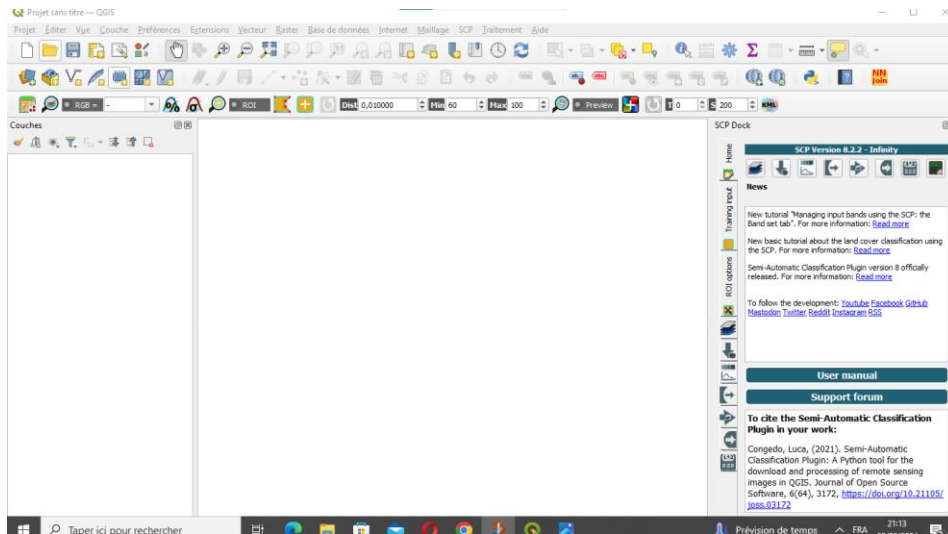 Projet sans titre — QGIS
Projet Éditer Vue Couche Préférences Extensions Vecteur Raster Base de données Internet Maillage SCP Traitement Aide
NN join
RGB = - ROI Dist 0,010000 Min 60 Max 100 Preview T 0 S 200 KML
Couches
SCP Dock
Home
Training input
ROI options
SCP Version 8.2.2 - Infinity
News
New tutorial "Managing input bands using the SCP: the
Band set tab". For more information: Read more
New basic tutorial about the land cover classification using
the SCP. For more information: Read more
Semi-Automatic Classification Plugin version 8 officially
released. For more information: Read more
To follow the development: Youtube Facebook GitHub
Mastodon Twitter Reddit Instagram RSS
User manual
Support forum
To cite the Semi-Automatic Classification
Plugin in your work:
Congedo, Luca, (2021). Semi-Automatic
Classification Plugin: A Python tool for the
download and processing of remote sensing
images in QGIS. Journal of Open Source
Software, 6(64), 3172, https://doi.org/10.21105/
joss.03172
Taper ici pour rechercher
Prévision de temps
FRA
21:13